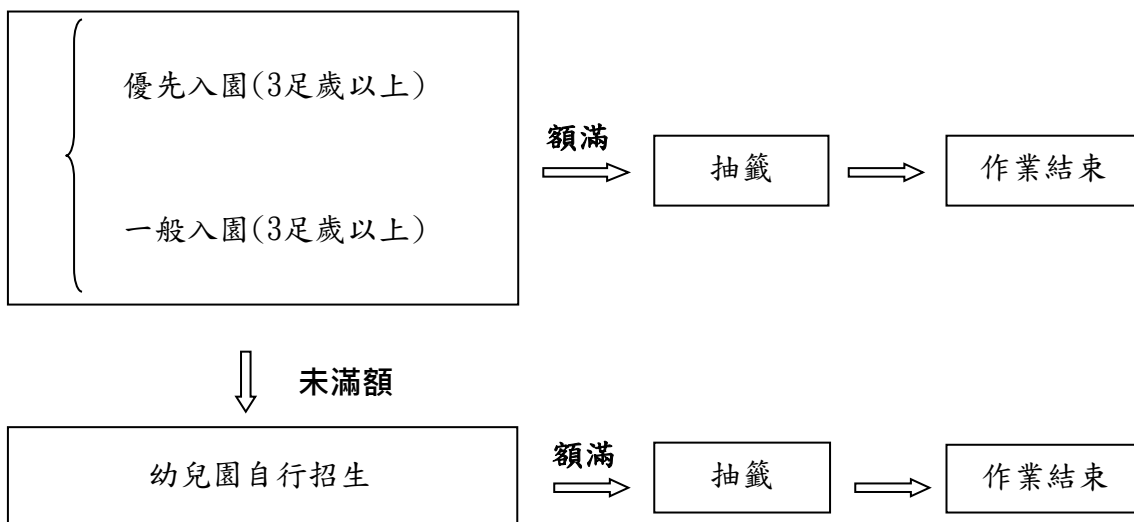 優先入園(3足歲以上)
額滿
抽籤
作業結束
一般入園(3足歲以上)
未滿額
幼兒園自行招生
額滿
抽籤
作業結束